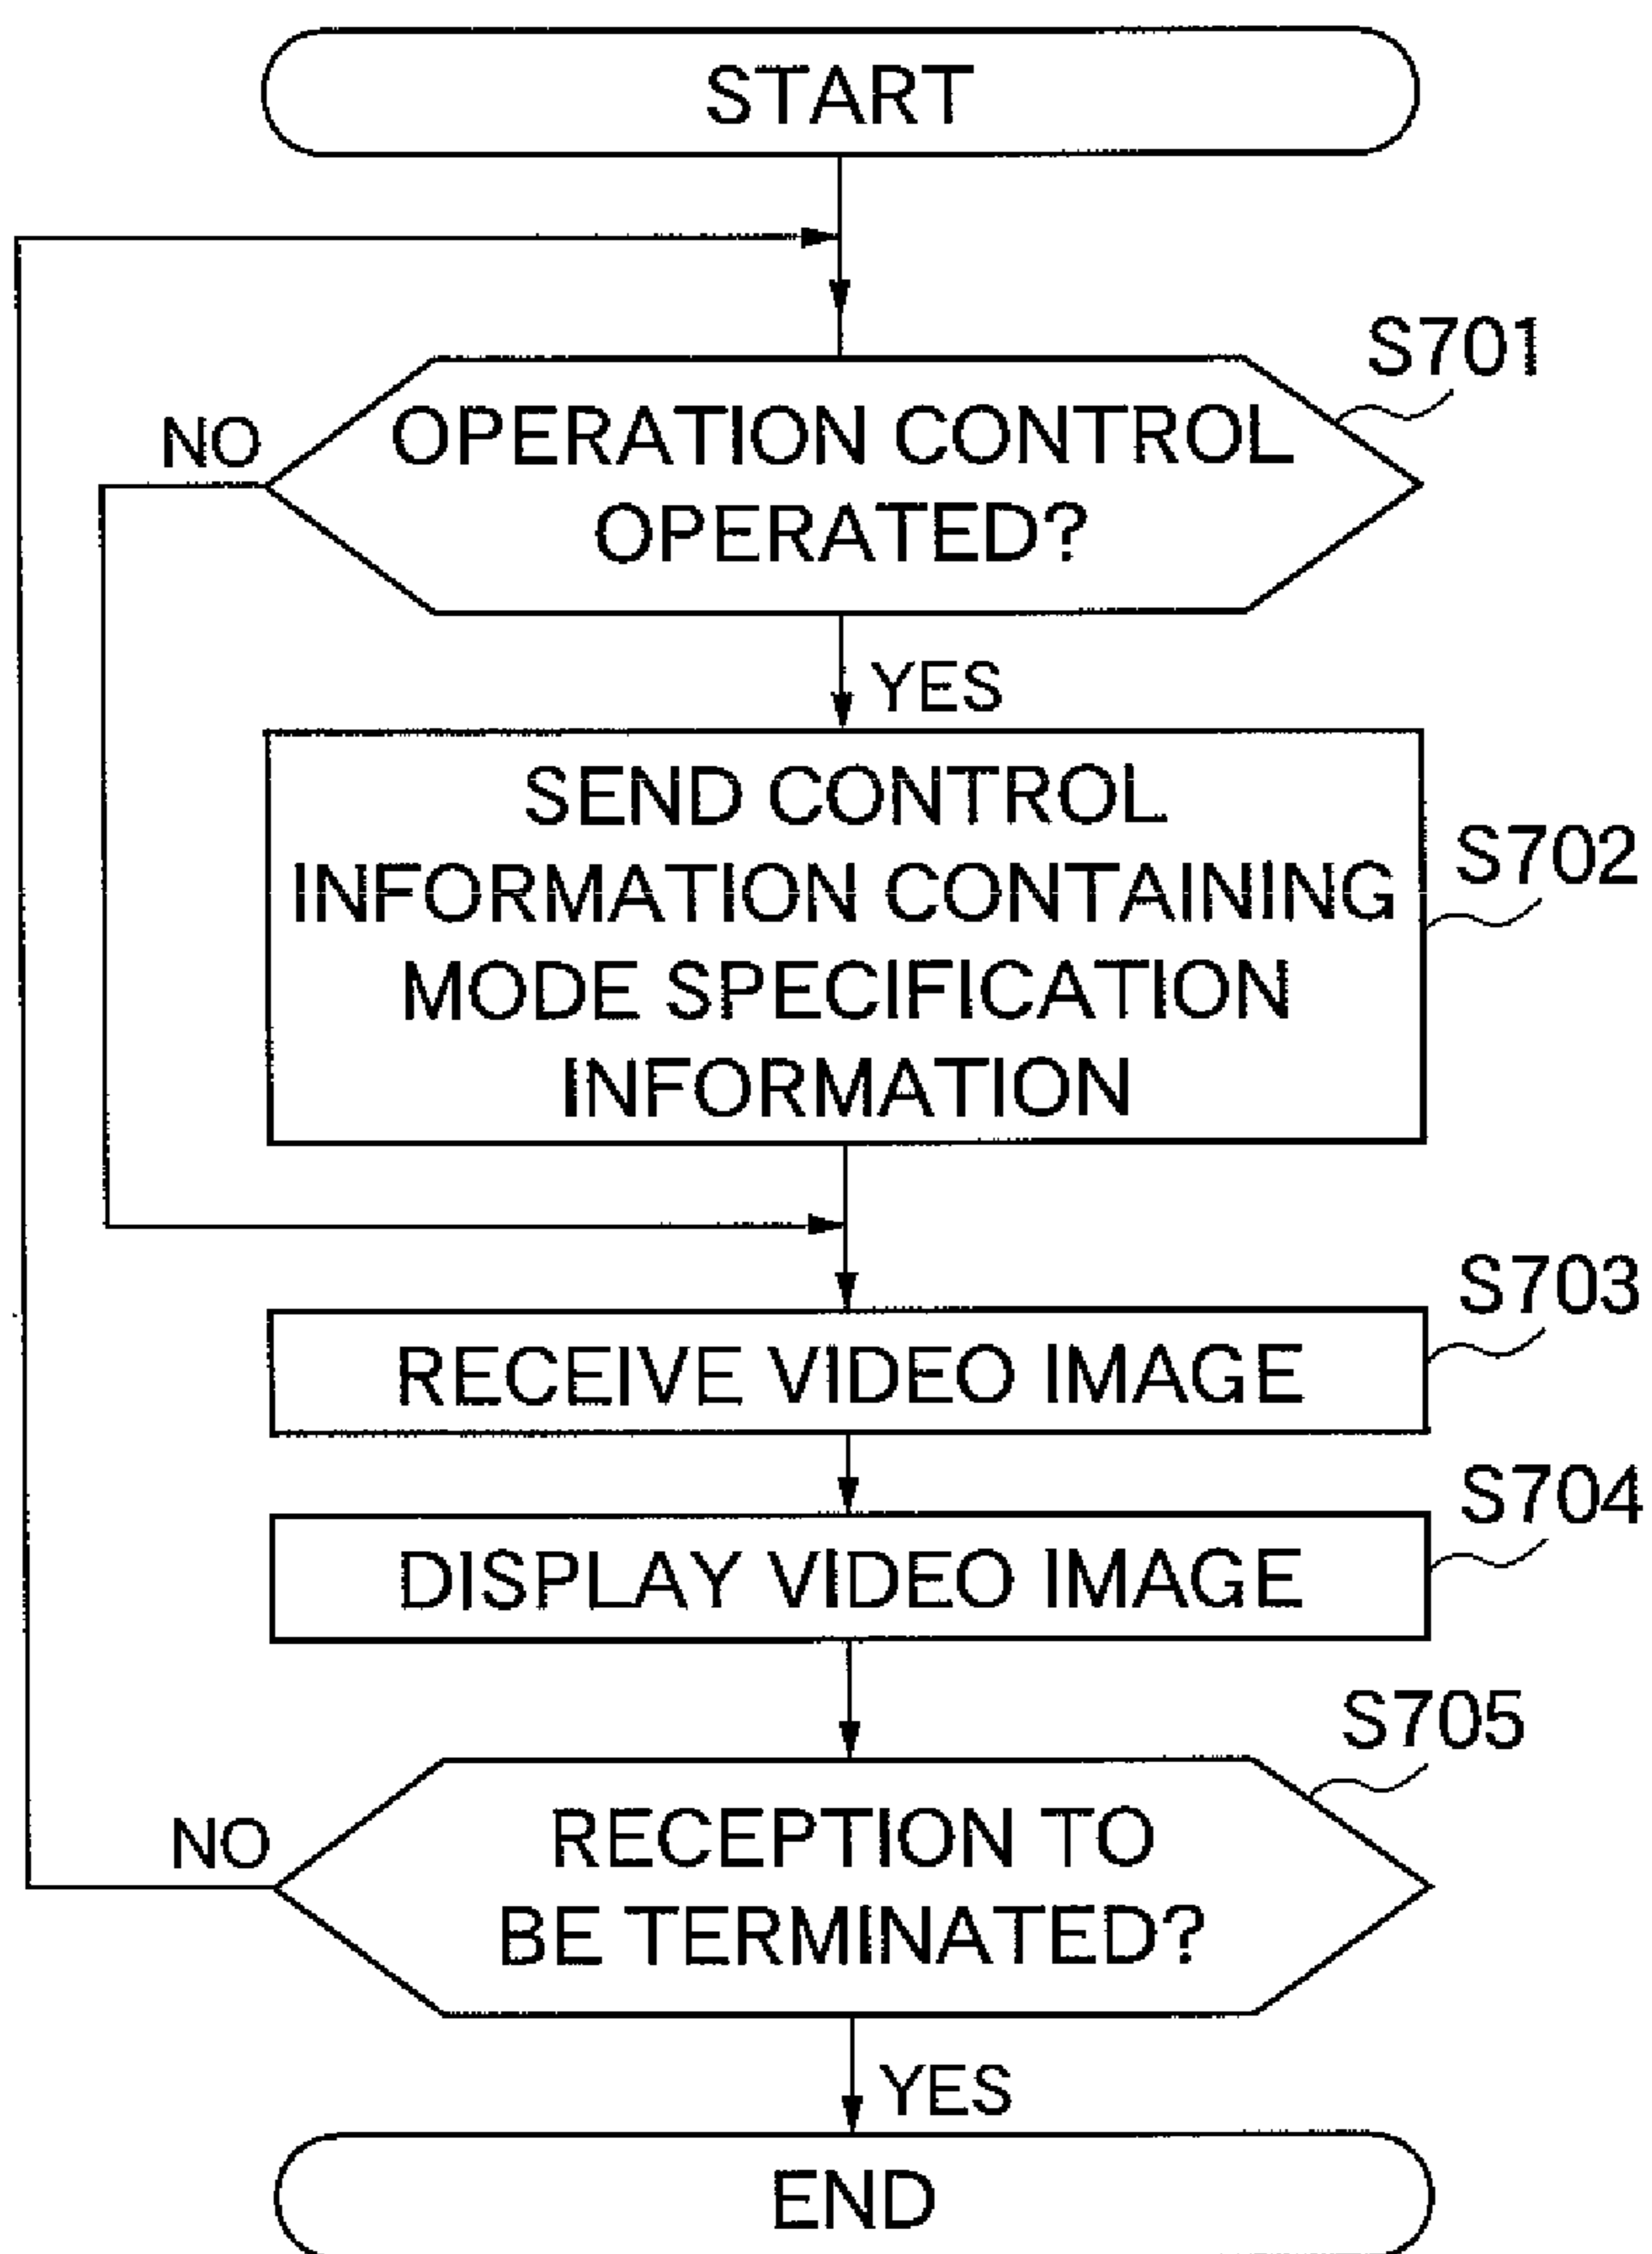 START
S701
NO
OPERATION CONTROL
OPERATED?
YES
SEND CONTROL
INFORMATION CONTAINING
MODE SPECIFICATION
INFORMATION
S702
S703
RECEIVE VIDEO IMAGE
S704
DISPLAY VIDEO IMAGE
S705
NO
RECEPTION TO
BE TERMINATED?
YES
END